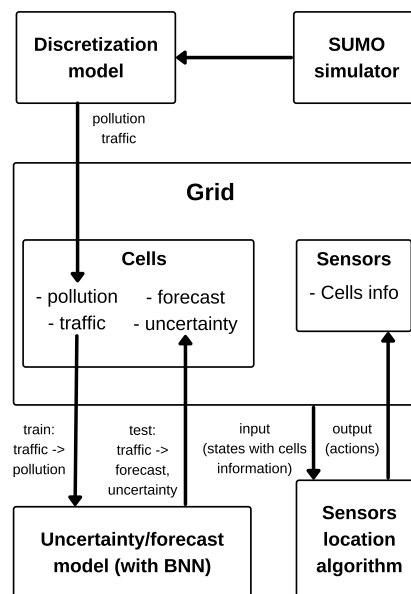 Discretization
model
SUMO
simulator
pollution
traffic
Grid
Cells
- pollution
- traffic
- forecast
- uncertainty
Sensors
- Cells info
train:
traffic ->
pollution
test:
traffic ->
forecast,
uncertainty
input
(states with cells
information)
output
(actions)
Uncertainty/forecast
model (with BNN)
Sensors
location
algorithm